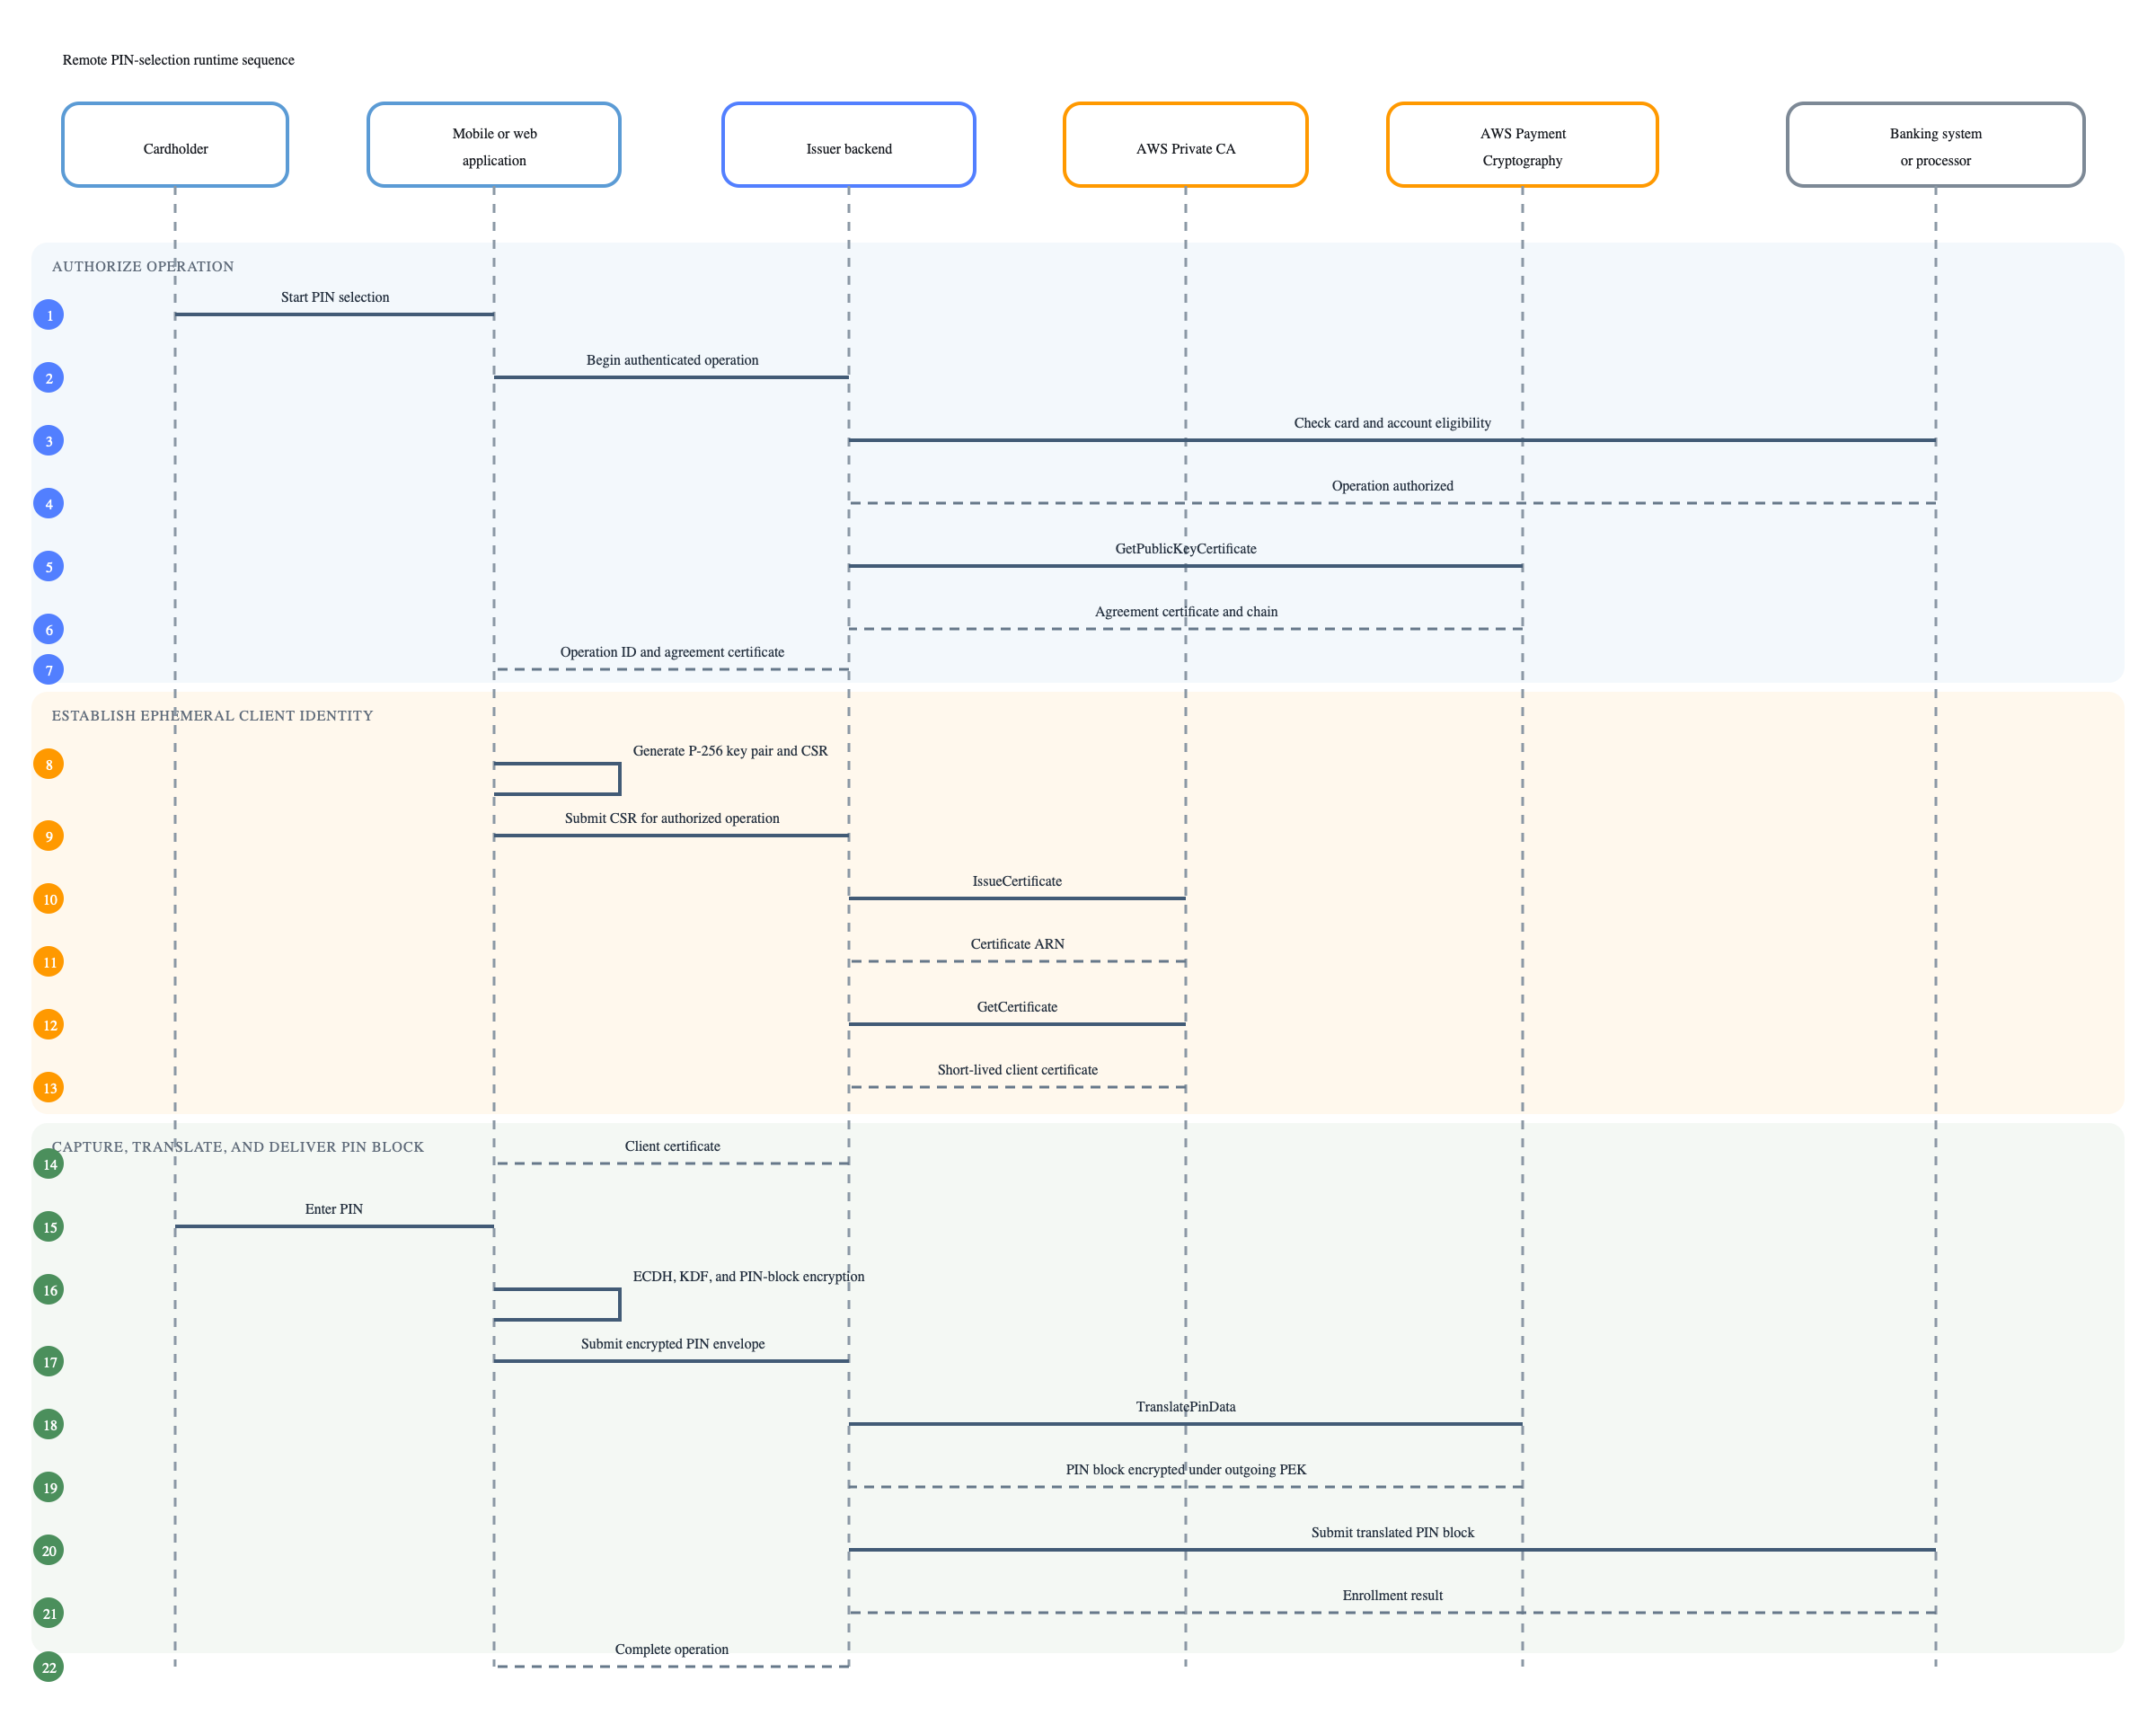 Remote PIN-selection runtime sequence
Cardholder
Mobile or web
application
Issuer backend
AWS Private CA
AWS Payment
Cryptography
Banking system
or processor
AUTHORIZE OPERATION
1
Start PIN selection
2
Begin authenticated operation
3
Check card and account eligibility
4
Operation authorized
5
GetPublicKeyCertificate
6
Agreement certificate and chain
7
Operation ID and agreement certificate
ESTABLISH EPHEMERAL CLIENT IDENTITY
8
Generate P-256 key pair and CSR
9
Submit CSR for authorized operation
10
IssueCertificate
11
Certificate ARN
12
GetCertificate
13
Short-lived client certificate
CAPTURE, TRANSLATE, AND DELIVER PIN BLOCK
14
Client certificate
15
Enter PIN
16
ECDH, KDF, and PIN-block encryption
17
Submit encrypted PIN envelope
18
TranslatePinData
19
PIN block encrypted under outgoing PEK
20
Submit translated PIN block
21
Enrollment result
22
Complete operation